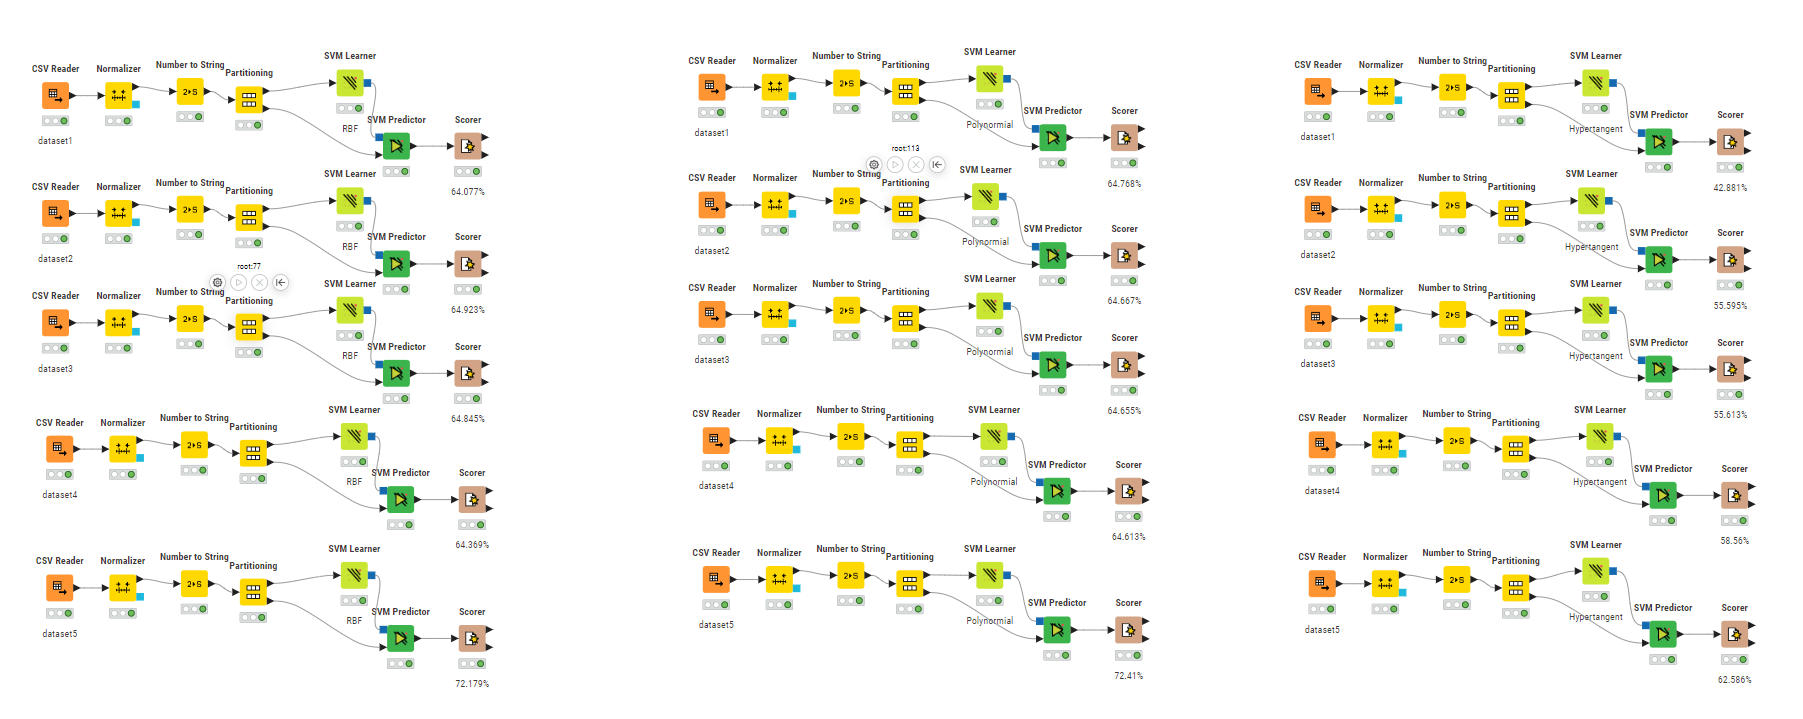 SVM Learner
CSV Reader Normalizer Number to String Partitioning
RBF SVM Predictor Scorer
dataset1
64.077%
SVM Learner
CSV Reader Normalizer Number to String Partitioning
RBF SVM Predictor Scorer
dataset2
64.923%
root:77
SVM Learner
CSV Reader Normalizer Number to String Partitioning
RBF SVM Predictor Scorer
dataset3
64.845%
SVM Learner
CSV Reader Normalizer Number to String Partitioning
RBF SVM Predictor Scorer
dataset4
64.369%
SVM Learner
CSV Reader Normalizer Number to String Partitioning
RBF SVM Predictor Scorer
dataset5
72.179%
SVM Learner
CSV Reader Normalizer Number to String Partitioning
Polynormial SVM Predictor Scorer
dataset1
64.768%
root:113
SVM Learner
CSV Reader Normalizer Number to String Partitioning
Polynormial SVM Predictor Scorer
dataset2
64.667%
SVM Learner
CSV Reader Normalizer Number to String Partitioning
Polynormial SVM Predictor Scorer
dataset3
64.655%
SVM Learner
CSV Reader Normalizer Number to String Partitioning
Polynormial SVM Predictor Scorer
dataset4
64.613%
SVM Learner
CSV Reader Normalizer Number to String Partitioning
Polynormial SVM Predictor Scorer
dataset5
72.41%
SVM Learner
CSV Reader Normalizer Number to String Partitioning
Hypertangent SVM Predictor Scorer
dataset1
42.881%
SVM Learner
CSV Reader Normalizer Number to String Partitioning
Hypertangent SVM Predictor Scorer
dataset2
55.595%
SVM Learner
CSV Reader Normalizer Number to String Partitioning
Hypertangent SVM Predictor Scorer
dataset3
55.613%
SVM Learner
CSV Reader Normalizer Number to String Partitioning
Hypertangent SVM Predictor Scorer
dataset4
58.56%
SVM Learner
CSV Reader Normalizer Number to String Partitioning
Hypertangent SVM Predictor Scorer
dataset5
62.586%